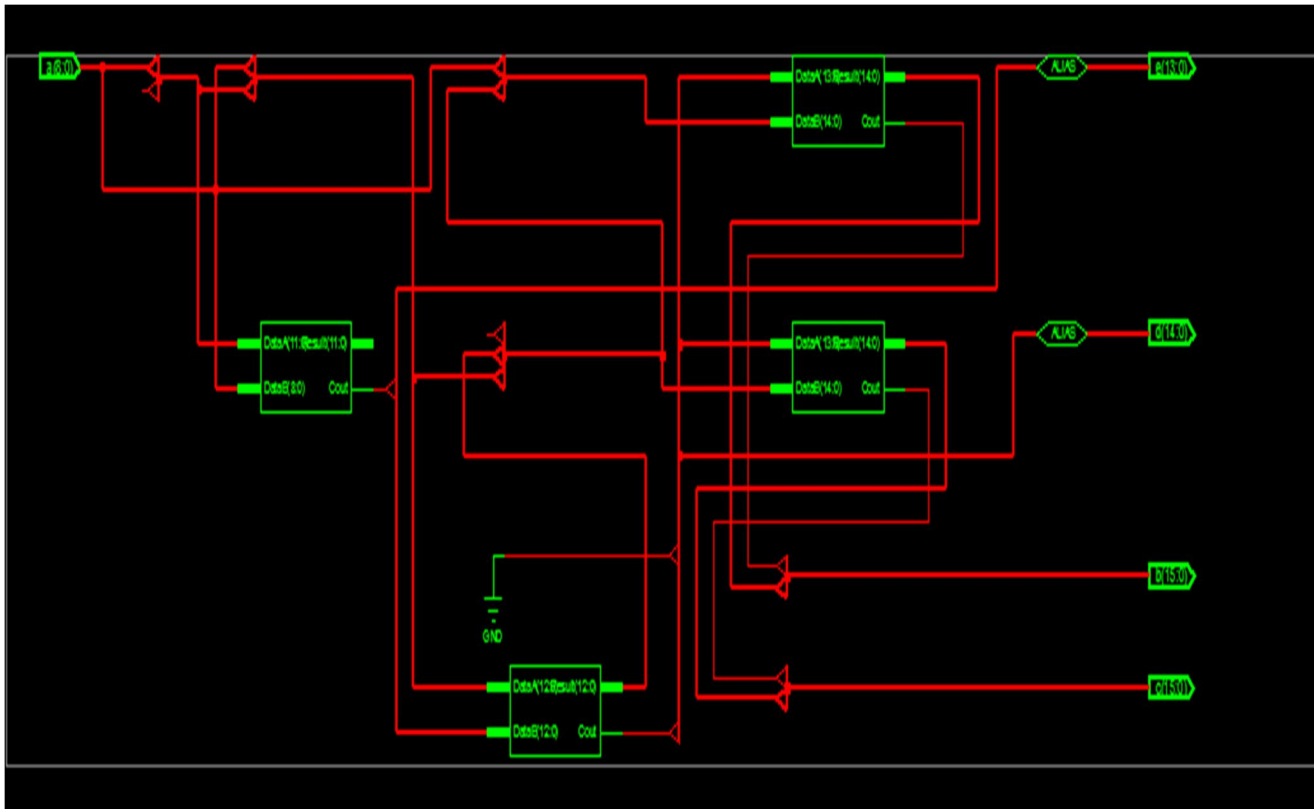 a(8:0)
DataA(13:0)Result(14:0)
ALIAS
e(13:0)
DataB(14:0) Cout
DataA(11:0)Result(11:0)
DataB(8:0) Cout
DataA(13:0)Result(14:0)
DataB(14:0) Cout
ALIAS
d(14:0)
b(15:0)
GND
DataA(12:0)Result(12:0)
DataB(12:0) Cout
c(15:0)